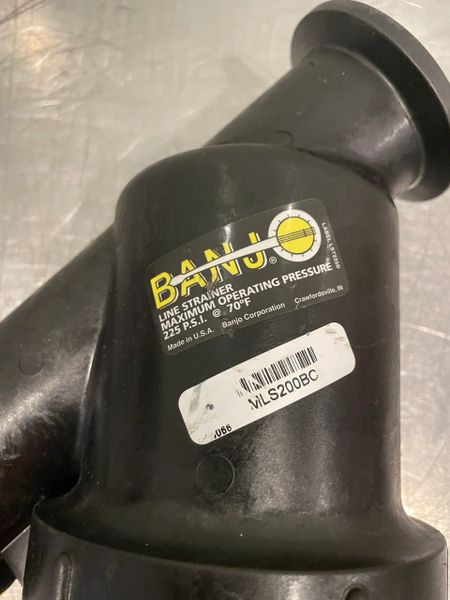 BANJO®
LINE STRAINER
MAXIMUM OPERATING PRESSURE
225 P.S.I. @ 70°F
Made in U.S.A. Banjo Corporation Crawfordsville, IN
MLS200BC